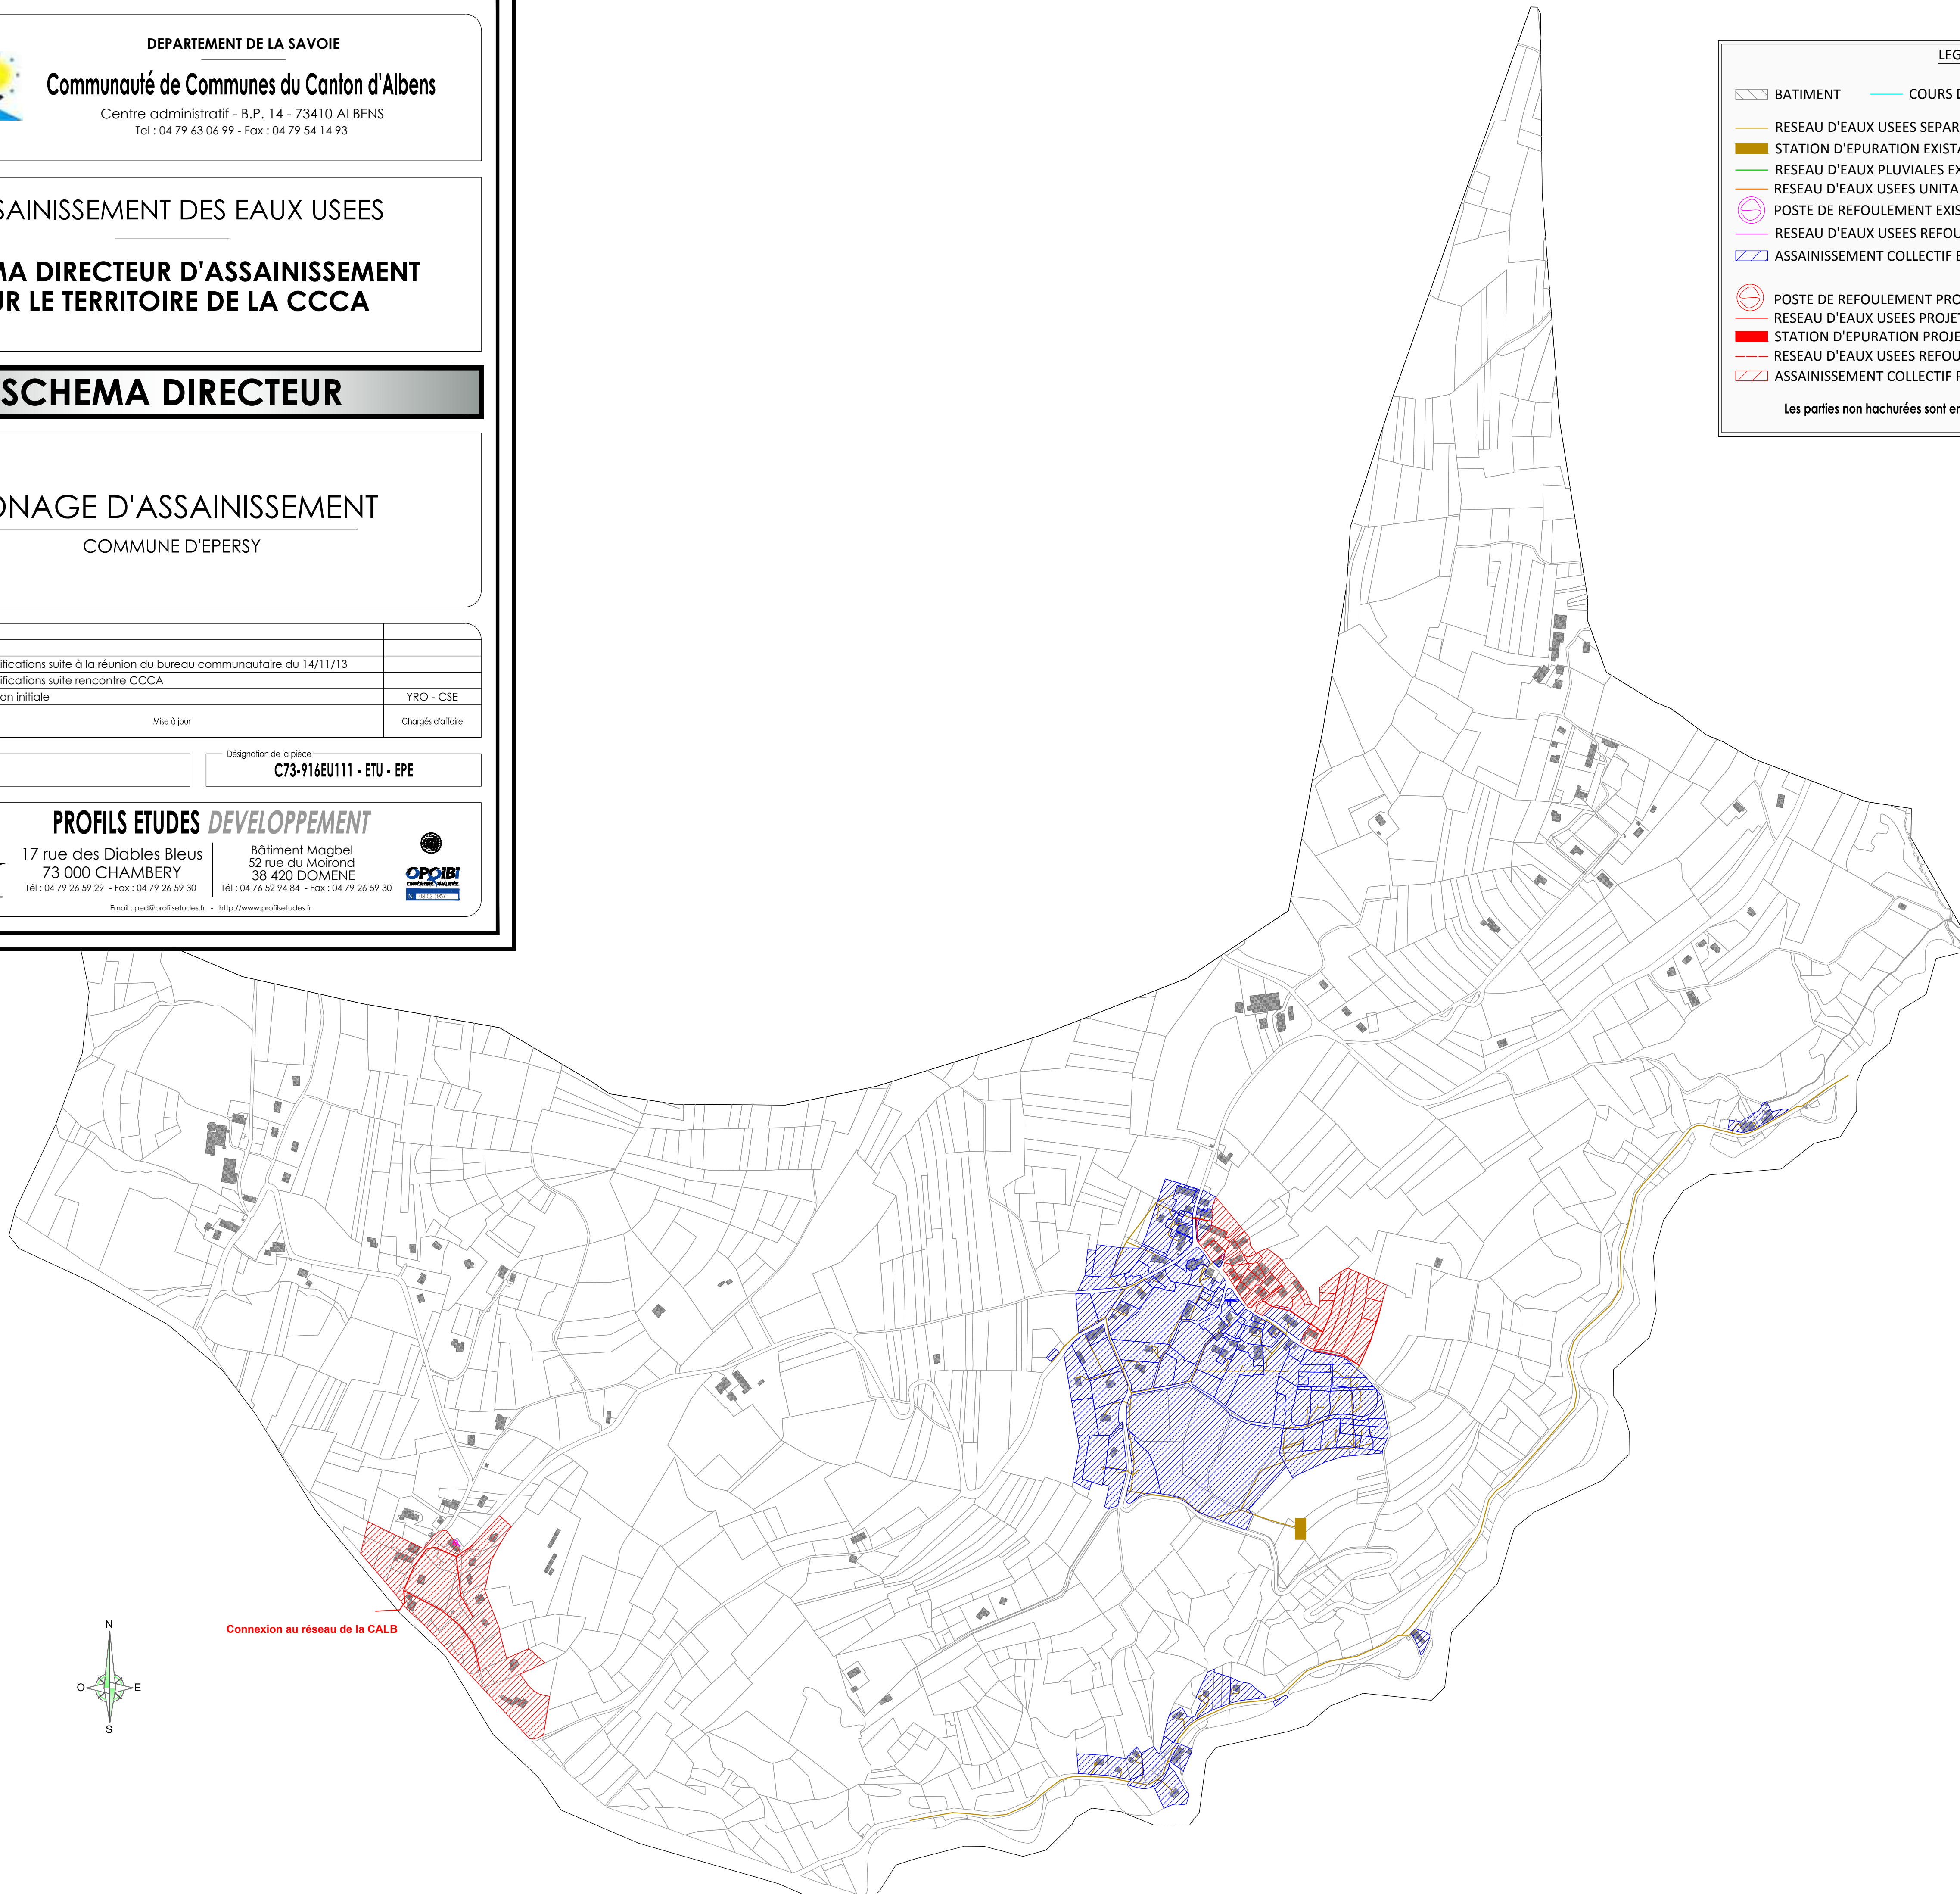 DEPARTEMENT DE LA SAVOIE
Communauté de Communes du Canton d'Albens
Centre administratif - B.P. 14 - 73410 ALBENS
Tel : 04 79 63 06 99 - Fax : 04 79 54 14 93
SAINISSEMENT DES EAUX USEES
MA DIRECTEUR D'ASSAINISSEMENT
UR LE TERRITOIRE DE LA CCCA
SCHEMA DIRECTEUR
ONAGE D'ASSAINISSEMENT
COMMUNE D'EPERSY
ifications suite à la réunion du bureau communautaire du 14/11/13
ifications suite rencontre CCCA
on initiale YRO - CSE
Mise à jour Chargés d'affaire
Désignation de la pièce
C73-916EU111 - ETU - EPE
PROFILS ETUDES DEVELOPPEMENT
17 rue des Diables Bleus
73 000 CHAMBERY
Tél : 04 79 26 59 29 - Fax : 04 79 26 59 30
Bâtiment Magbel
52 rue du Moirond
38 420 DOMENE
Tél : 04 76 52 94 84 - Fax : 04 79 26 59 30
OPQiBi
L'INGÉNIERIE QUALIFIÉE
N° 08 02 1957
Email : ped@profilsetudes.fr - http://www.profilsetudes.fr
LEG
BATIMENT COURS D
RESEAU D'EAUX USEES SEPAR
STATION D'EPURATION EXISTA
RESEAU D'EAUX PLUVIALES EX
RESEAU D'EAUX USEES UNITA
POSTE DE REFOULEMENT EXIS
RESEAU D'EAUX USEES REFOU
ASSAINISSEMENT COLLECTIF E
POSTE DE REFOULEMENT PRO
RESEAU D'EAUX USEES PROJET
STATION D'EPURATION PROJE
RESEAU D'EAUX USEES REFOU
ASSAINISSEMENT COLLECTIF P
Les parties non hachurées sont en
Connexion au réseau de la CALB
N
O E
S